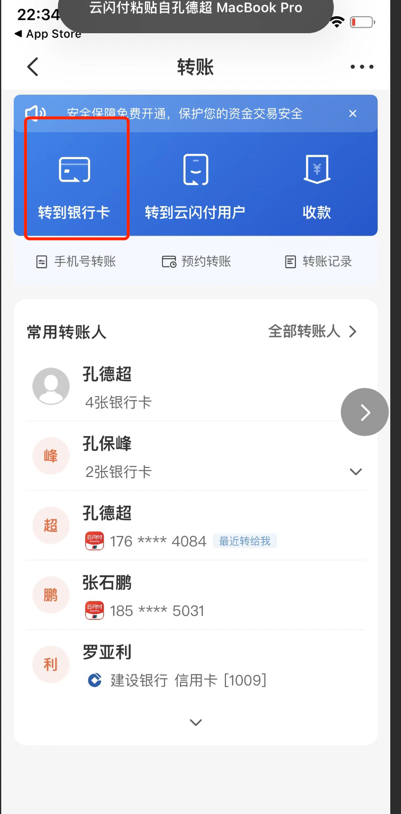 22:34
云闪付粘贴自孔德超 MacBook Pro
App Store
转账
安全保障免费开通，保护您的资金交易安全
转到银行卡
转到云闪付用户
收款
手机号转账
预约转账
转账记录
常用转账人
全部转账人
孔德超
4张银行卡
峰
孔保峰
2张银行卡
超
孔德超
176 **** 4084
最近转给我
鹏
张石鹏
185 **** 5031
利
罗亚利
建设银行 信用卡 [1009]